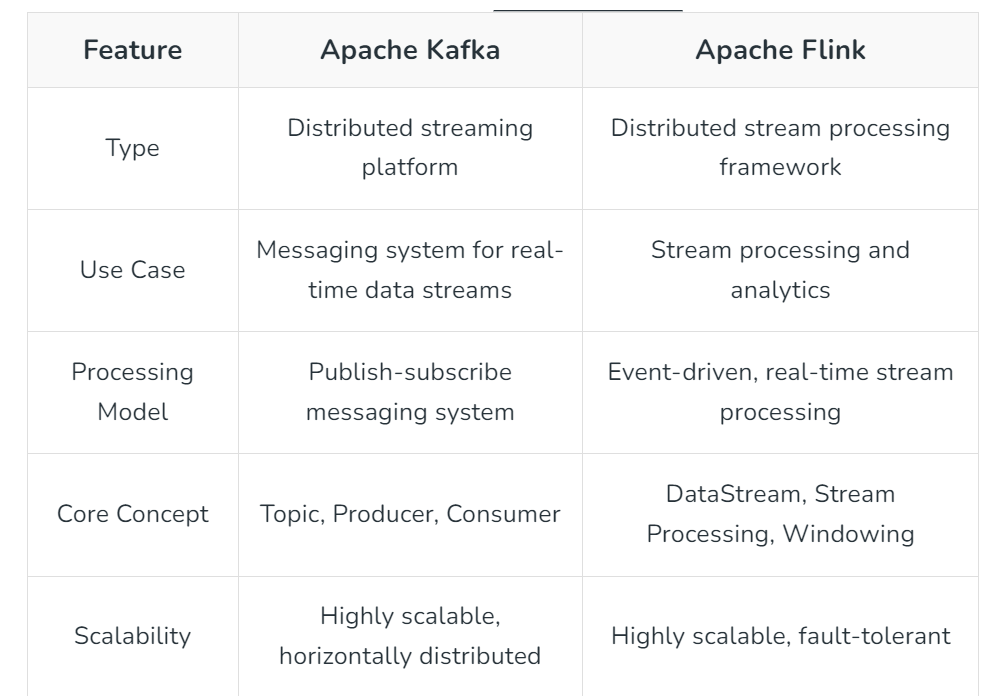 Feature
Apache Kafka
Apache Flink
Type
Distributed streaming
platform
Distributed stream processing
framework
Use Case
Messaging system for real-
time data streams
Stream processing and
analytics
Processing
Model
Publish-subscribe
messaging system
Event-driven, real-time stream
processing
Core Concept
Topic, Producer, Consumer
DataStream, Stream
Processing, Windowing
Scalability
Highly scalable,
horizontally distributed
Highly scalable, fault-tolerant